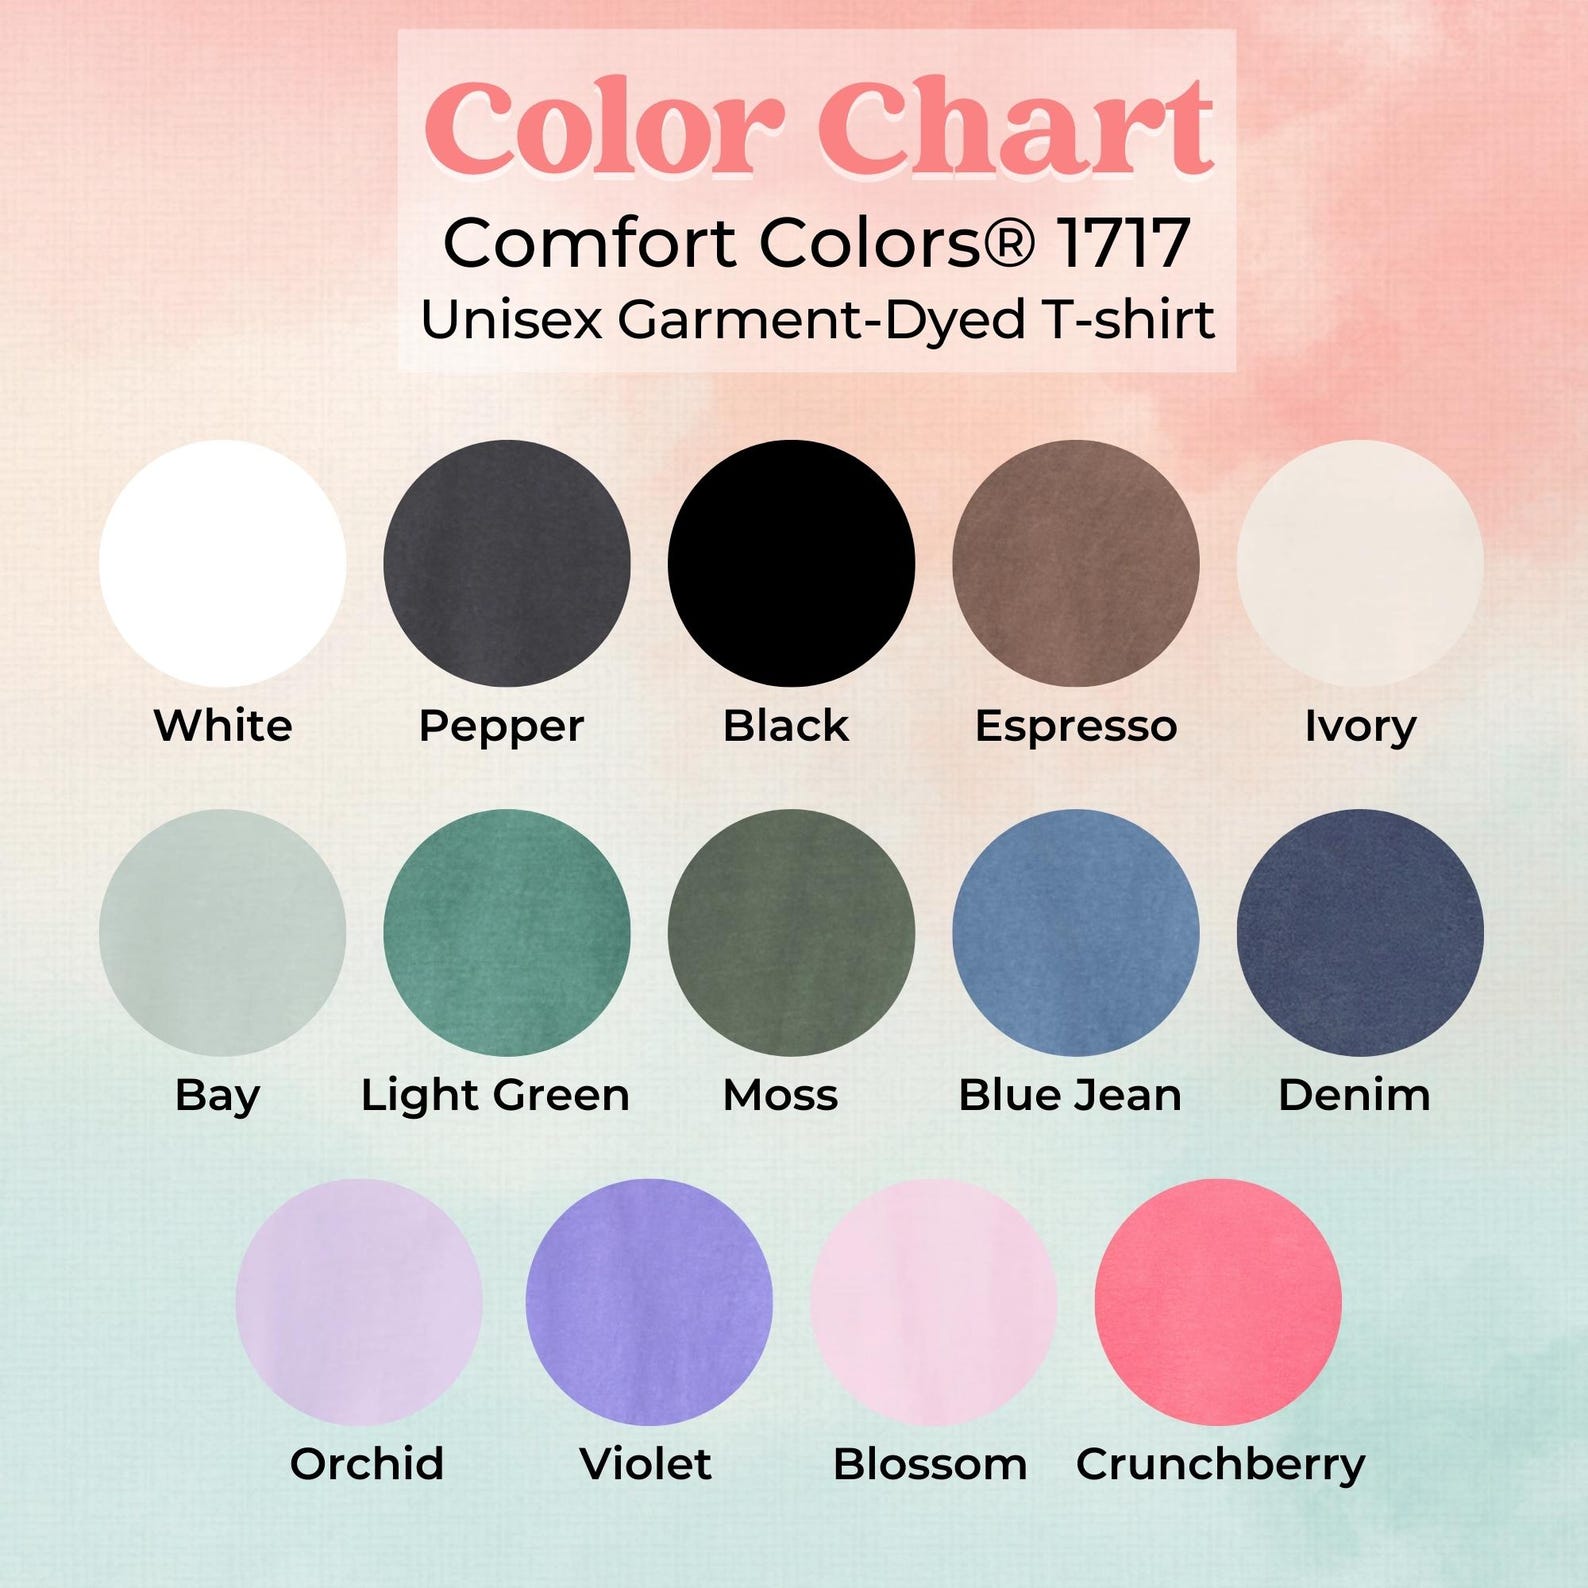 Color Chart
Comfort Colors® 1717
Unisex Garment-Dyed T-shirt
White Pepper Black Espresso Ivory
Bay Light Green Moss Blue Jean Denim
Orchid Violet Blossom Crunchberry